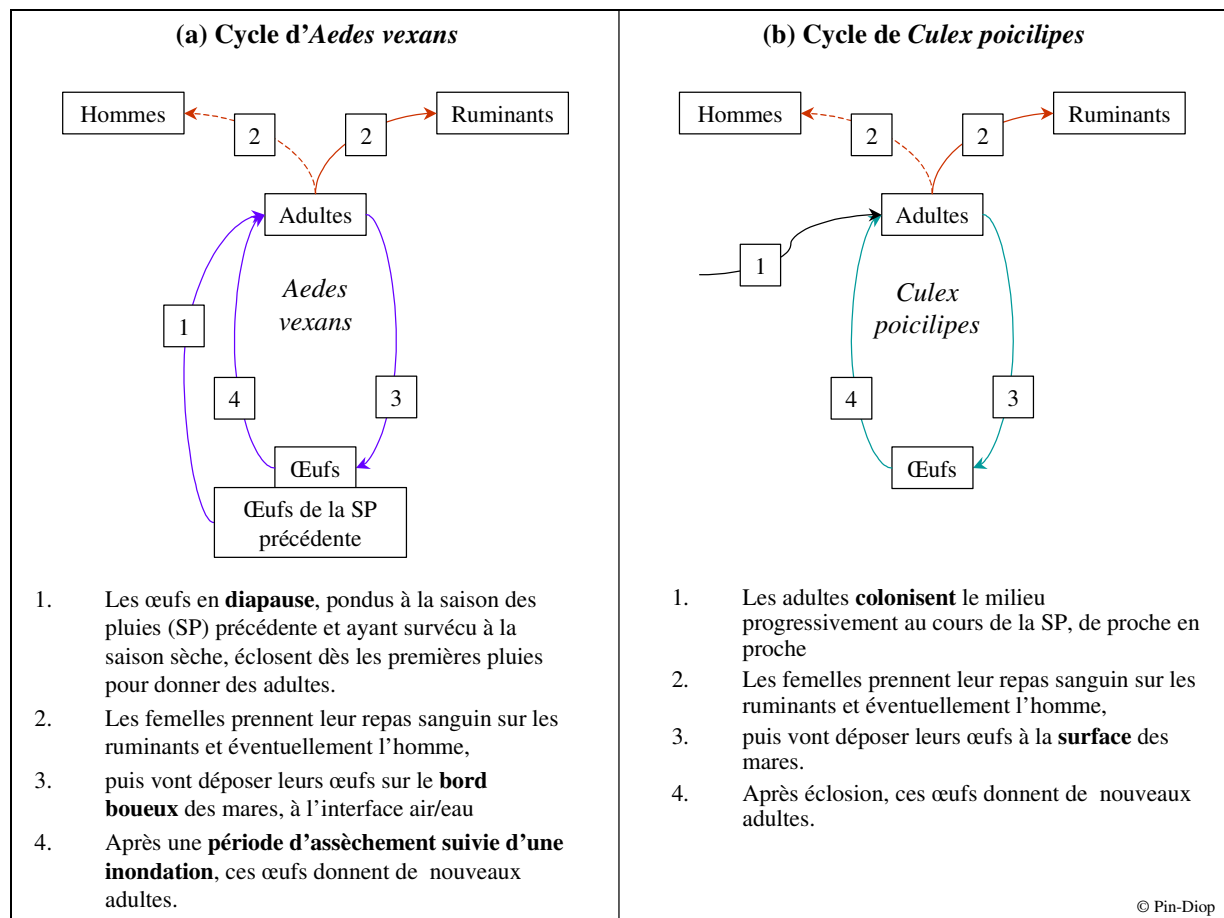 (a) Cycle d’Aedes vexans
Hommes
2
2
Ruminants
Adultes
Aedes
vexans
1
4
3
Œufs
Œufs de la SP
précédente
1. Les œufs en diapause, pondus à la saison des
pluies (SP) précédente et ayant survécu à la
saison sèche, éclosent dès les premières pluies
pour donner des adultes.
2. Les femelles prennent leur repas sanguin sur les
ruminants et éventuellement l’homme,
3. puis vont déposer leurs œufs sur le bord
boueux des mares, à l’interface air/eau
4. Après une période d’assèchement suivie d’une
inondation, ces œufs donnent de nouveaux
adultes.
(b) Cycle de Culex poicilipes
Hommes
2
2
Ruminants
Adultes
1
Culex
poicilipes
4
3
Œufs
1. Les adultes colonisent le milieu
progressivement au cours de la SP, de proche en
proche
2. Les femelles prennent leur repas sanguin sur les
ruminants et éventuellement l’homme,
3. puis vont déposer leurs œufs à la surface des
mares.
4. Après éclosion, ces œufs donnent de nouveaux
adultes.
© Pin-Diop